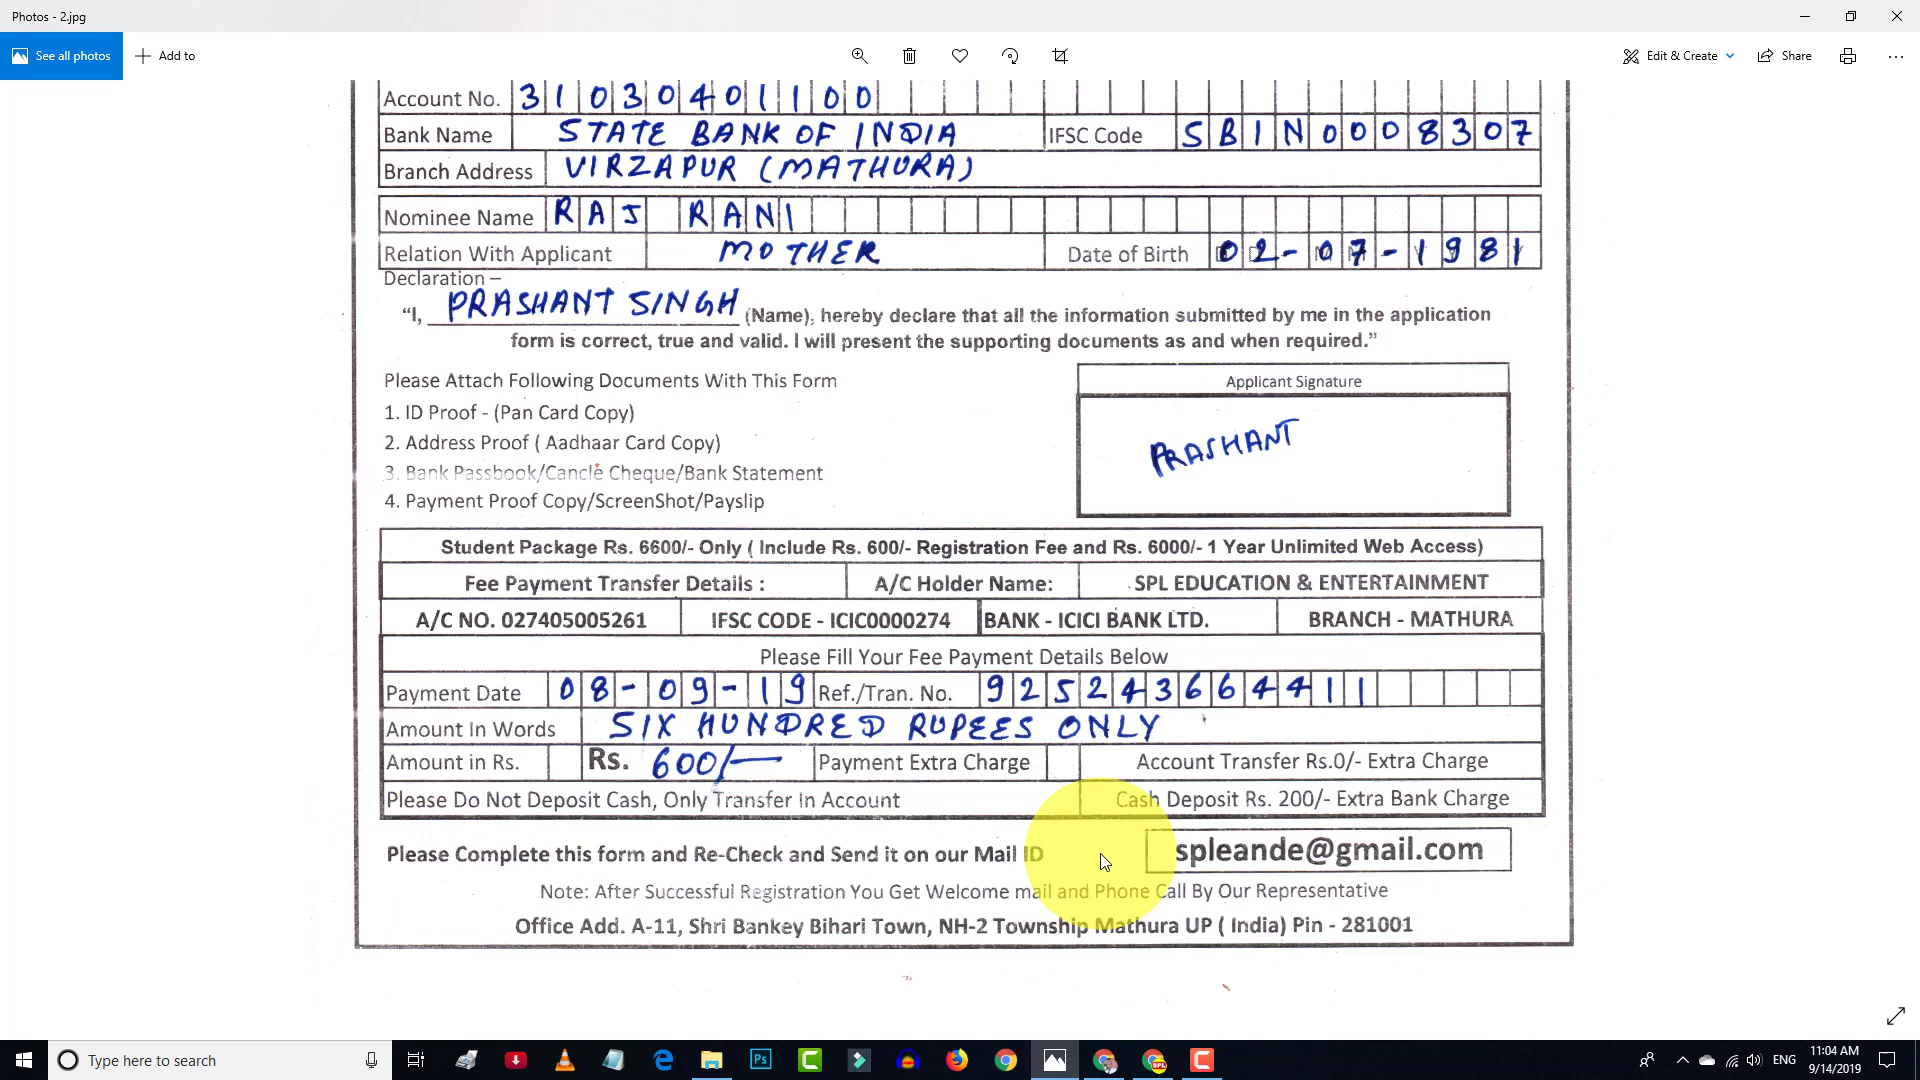 Photos - 2.jpg
See all photos
Add to
Edit & Create
Share
Account No. 31030401100
Bank Name STATE BANK OF INDIA IFSC Code SBIN0008307
Branch Address VIRZAPUR (MATHURA)
Nominee Name RAJ RANI
Relation With Applicant MOTHER Date of Birth 02-07-1981
Declaration –
“I, PRASHANT SINGH (Name), hereby declare that all the information submitted by me in the application
form is correct, true and valid. I will present the supporting documents as and when required.”
Please Attach Following Documents With This Form
Applicant Signature
1. ID Proof - (Pan Card Copy)
2. Address Proof ( Aadhaar Card Copy)
PRASHANT
3. Bank Passbook/Cancle Cheque/Bank Statement
4. Payment Proof Copy/ScreenShot/Payslip
Student Package Rs. 6600/- Only ( Include Rs. 600/- Registration Fee and Rs. 6000/- 1 Year Unlimited Web Access)
Fee Payment Transfer Details : A/C Holder Name: SPL EDUCATION & ENTERTAINMENT
A/C NO. 027405005261 IFSC CODE - ICIC0000274 BANK - ICICI BANK LTD. BRANCH - MATHURA
Please Fill Your Fee Payment Details Below
Payment Date 08-09-19 Ref./Tran. No. 925243664411
Amount In Words SIX HUNDRED RUPEES ONLY
Amount in Rs. Rs. 600/- Payment Extra Charge Account Transfer Rs.0/- Extra Charge
Please Do Not Deposit Cash, Only Transfer In Account Cash Deposit Rs. 200/- Extra Bank Charge
Please Complete this form and Re-Check and Send it on our Mail ID spleande@gmail.com
Note: After Successful Registration You Get Welcome mail and Phone Call By Our Representative
Office Add. A-11, Shri Bankey Bihari Town, NH-2 Township Mathura UP ( India) Pin - 281001
Type here to search
Ps
SPL
ENG
11:04 AM
9/14/2019